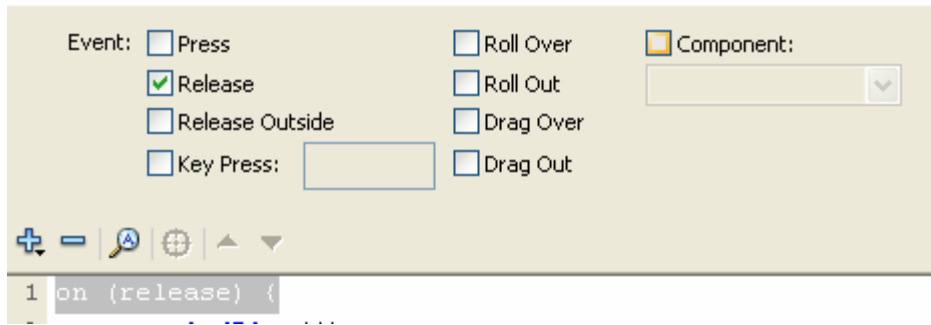 Event: Press Roll Over Component:
Release Roll Out
Release Outside Drag Over
Key Press: Drag Out
1 on (release) {